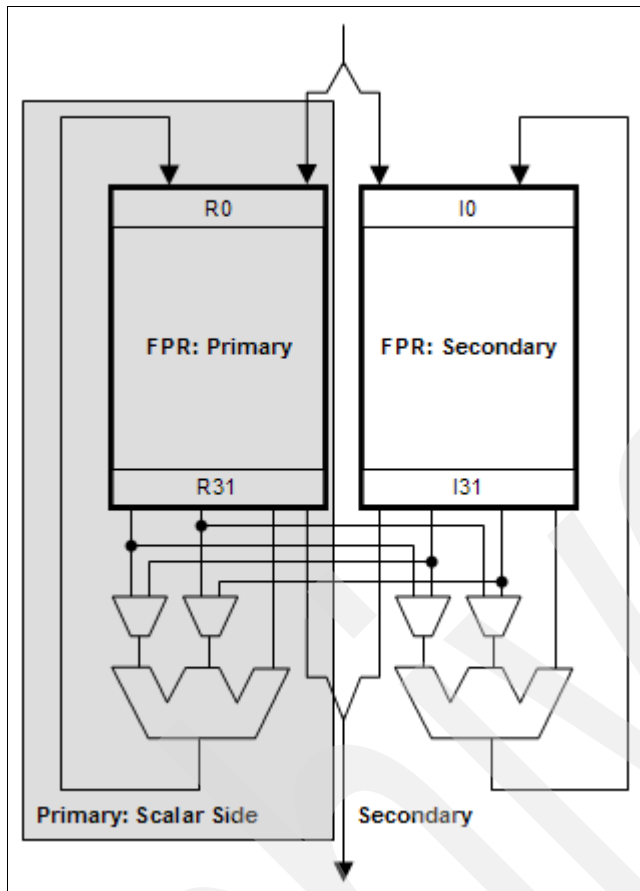 R0
I0
FPR: Primary
FPR: Secondary
R31
I31
Primary: Scalar Side
Secondary